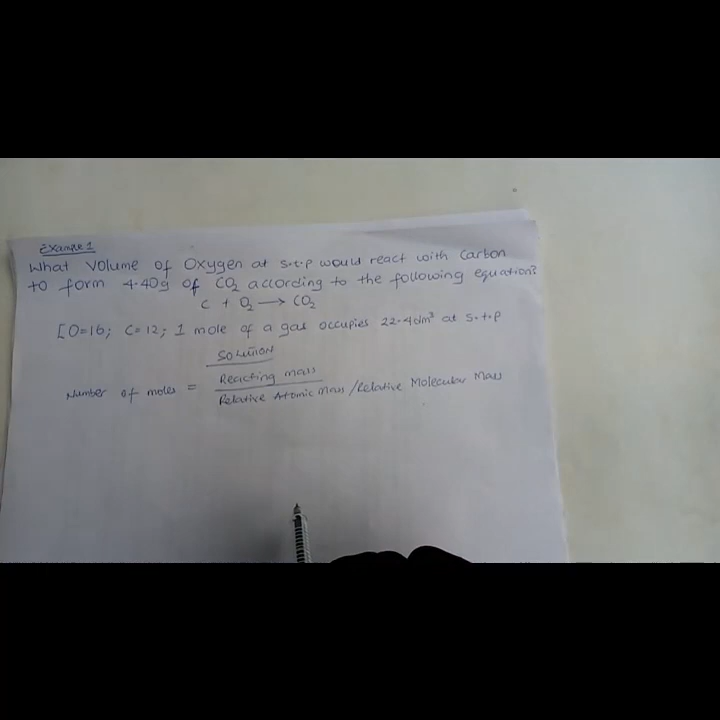 Example 1
What Volume of Oxygen at s.t.p would react with Carbon
to form 4.40g of CO₂ according to the following equation?
C + O₂ → CO₂
[O=16; C=12; 1 mole of a gas occupies 22.4dm³ at s.t.p
SOLUTION
Number of moles = Reacting mass
Relative Atomic Mass/Relative Molecular Mass